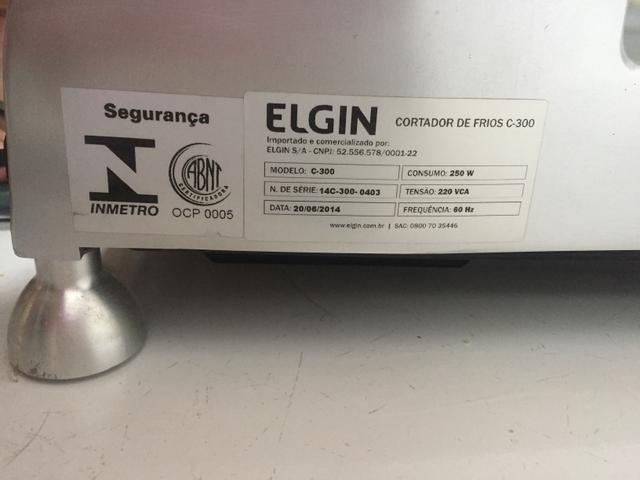 Segurança
INMETRO
ABNT
CERTIFICADORA
OCP 0005
ELGIN
CORTADOR DE FRIOS C-300
Importado e comercializado por:
ELGIN S/A - CNPJ: 52.556.578/0001-22
MODELO: C-300
CONSUMO: 250 W
N. DE SÉRIE: 14C-300-0403
TENSÃO: 220 VCA
DATA: 20/06/2014
FREQUÊNCIA: 60 Hz
www.elgin.com.br | SAC: 0800 70 35446